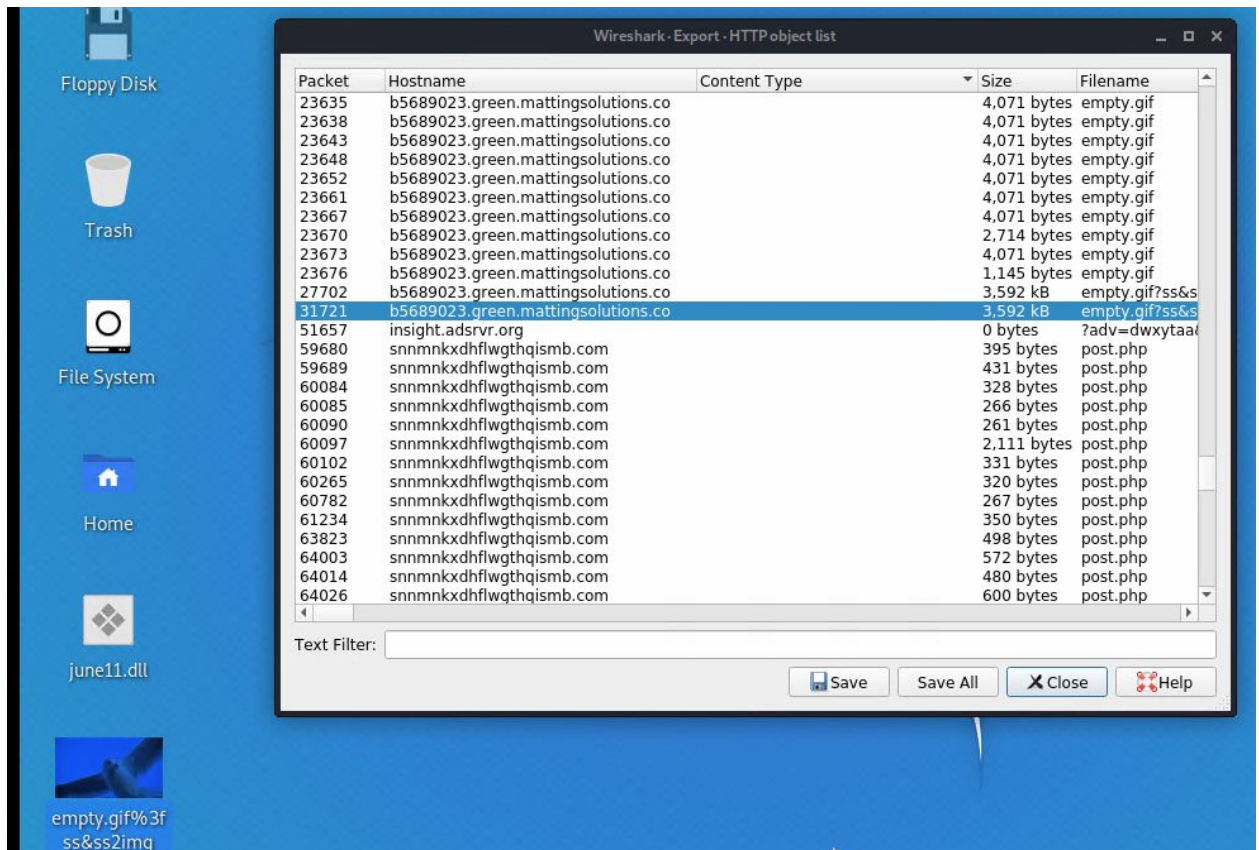 Wireshark · Export · HTTP object list
Floppy Disk
Trash
File System
Home
june11.dll
empty.gif%3f
ss&ss2img
Packet Hostname Content Type Size Filename
23635 b5689023.green.mattingsolutions.co 4,071 bytes empty.gif
23638 b5689023.green.mattingsolutions.co 4,071 bytes empty.gif
23643 b5689023.green.mattingsolutions.co 4,071 bytes empty.gif
23648 b5689023.green.mattingsolutions.co 4,071 bytes empty.gif
23652 b5689023.green.mattingsolutions.co 4,071 bytes empty.gif
23661 b5689023.green.mattingsolutions.co 4,071 bytes empty.gif
23667 b5689023.green.mattingsolutions.co 4,071 bytes empty.gif
23670 b5689023.green.mattingsolutions.co 2,714 bytes empty.gif
23673 b5689023.green.mattingsolutions.co 4,071 bytes empty.gif
23676 b5689023.green.mattingsolutions.co 1,145 bytes empty.gif
27702 b5689023.green.mattingsolutions.co 3,592 kB empty.gif?ss&s
31721 b5689023.green.mattingsolutions.co 3,592 kB empty.gif?ss&s
51657 insight.adsrvr.org 0 bytes ?adv=dwxytaa&
59680 snnmnkxdhflwgthqismb.com 395 bytes post.php
59689 snnmnkxdhflwgthqismb.com 431 bytes post.php
60084 snnmnkxdhflwgthqismb.com 328 bytes post.php
60085 snnmnkxdhflwgthqismb.com 266 bytes post.php
60090 snnmnkxdhflwgthqismb.com 261 bytes post.php
60097 snnmnkxdhflwgthqismb.com 2,111 bytes post.php
60102 snnmnkxdhflwgthqismb.com 331 bytes post.php
60265 snnmnkxdhflwgthqismb.com 320 bytes post.php
60782 snnmnkxdhflwgthqismb.com 267 bytes post.php
61234 snnmnkxdhflwgthqismb.com 350 bytes post.php
63823 snnmnkxdhflwgthqismb.com 498 bytes post.php
64003 snnmnkxdhflwgthqismb.com 572 bytes post.php
64014 snnmnkxdhflwgthqismb.com 480 bytes post.php
64026 snnmnkxdhflwgthqismb.com 600 bytes post.php
Text Filter:
Save Save All Close Help